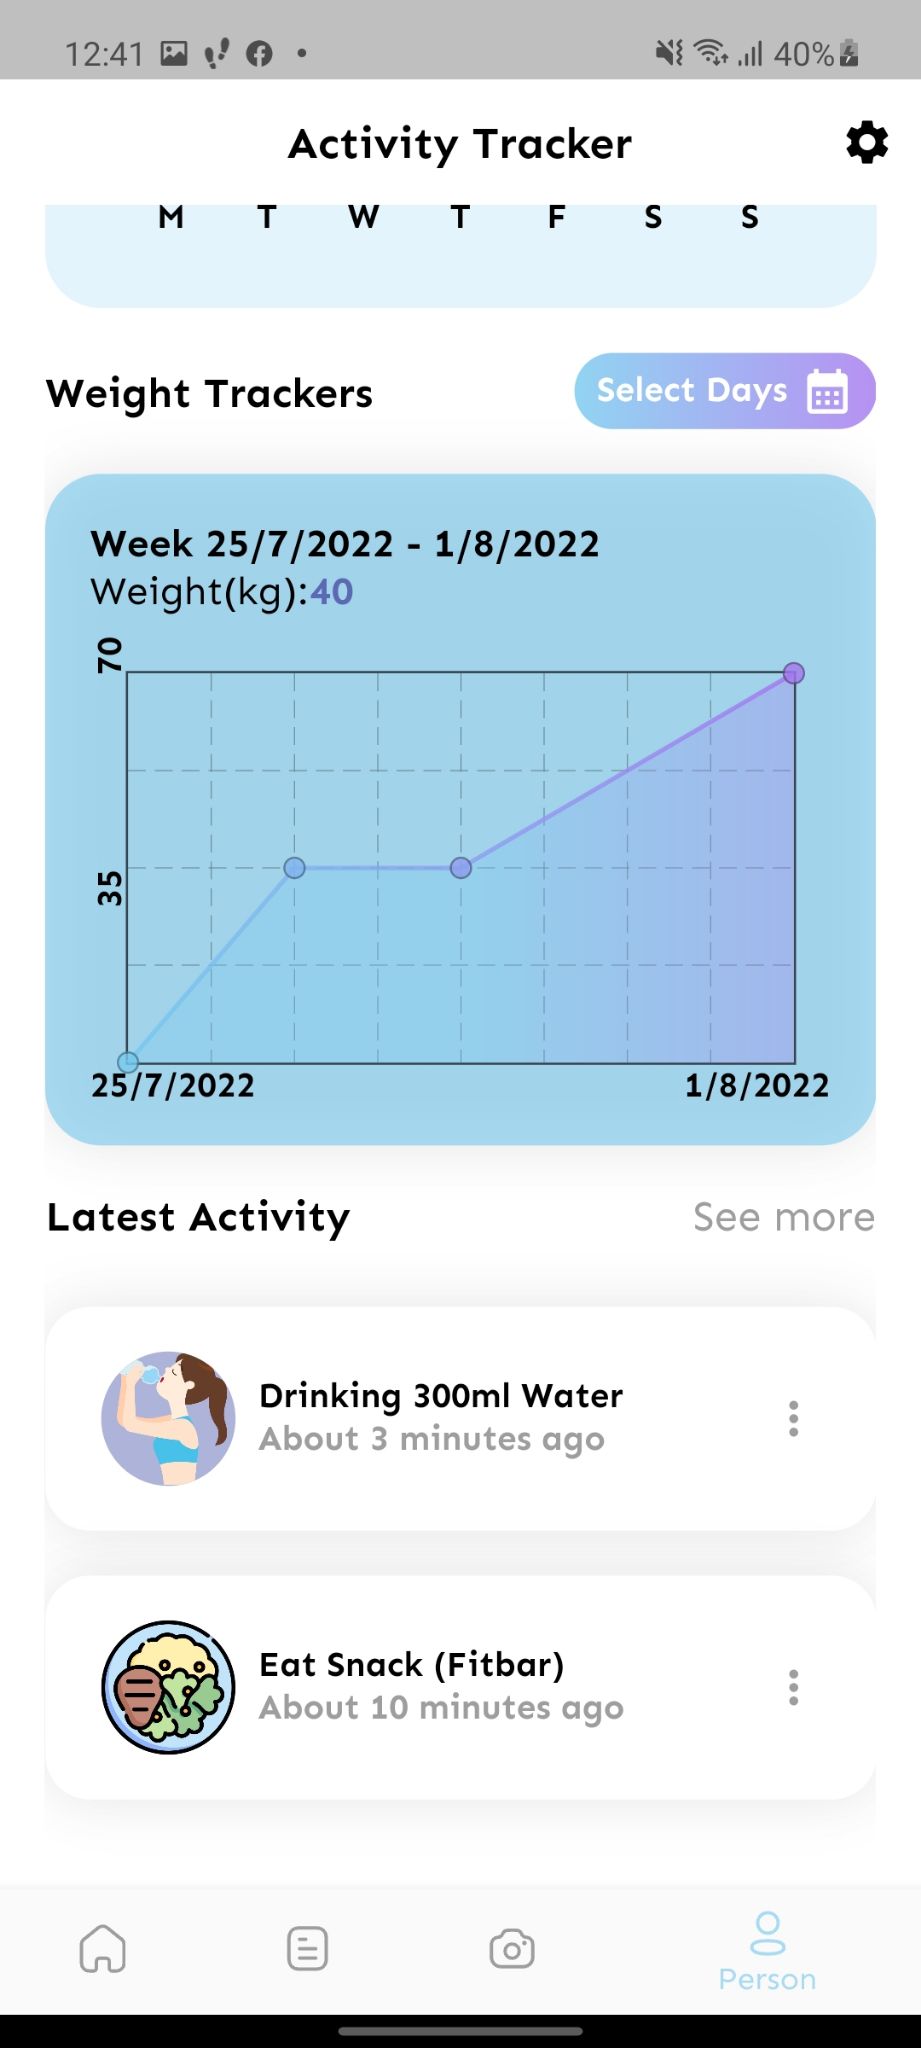 12:41 40%
Activity Tracker
M T W T F S S
Weight Trackers Select Days
Week 25/7/2022 - 1/8/2022
Weight(kg):40
70
35
25/7/2022 1/8/2022
Latest Activity See more
Drinking 300ml Water
About 3 minutes ago
Eat Snack (Fitbar)
About 10 minutes ago
Person